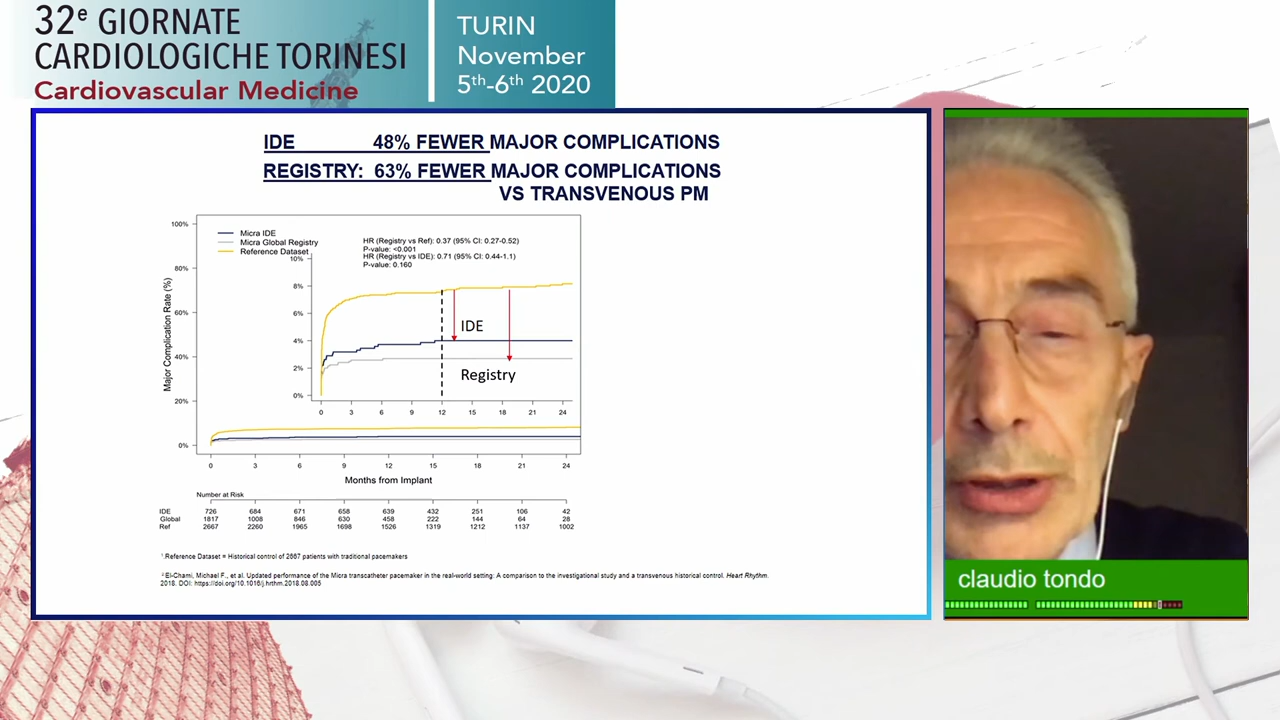 32e GIORNATE
CARDIOLOGICHE TORINESI
Cardiovascular Medicine
TURIN
November
5th-6th 2020
IDE 48% FEWER MAJOR COMPLICATIONS
REGISTRY: 63% FEWER MAJOR COMPLICATIONS
VS TRANSVENOUS PM
Major Complication Rate (%)
100%
80%
60%
40%
20%
0%
Micra IDE
Micra Global Registry
Reference Dataset
HR (Registry vs Ref): 0.37 (95% CI: 0.27-0.52)
P-value: <0.001
HR (Registry vs IDE): 0.71 (95% CI: 0.44-1.1)
P-value: 0.160
10%
8%
6%
4%
2%
0%
IDE
Registry
0 3 6 9 12 15 18 21 24
0 3 6 9 12 15 18 21 24
Months from Implant
Number at Risk
IDE 726 684 671 658 639 432 251 106 42
Global 1817 1008 846 630 458 222 144 64 28
Ref 2667 2260 1965 1698 1526 1319 1212 1137 1002
1 Reference Dataset = Historical control of 2667 patients with traditional pacemakers
2 El-Chami, Michael F., et al. Updated performance of the Micra transcatheter pacemaker in the real-world setting: A comparison to the investigational study and a transvenous historical control. Heart Rhythm.
2018. DOI: https://doi.org/10.1016/j.hrthm.2018.08.005
claudio tondo